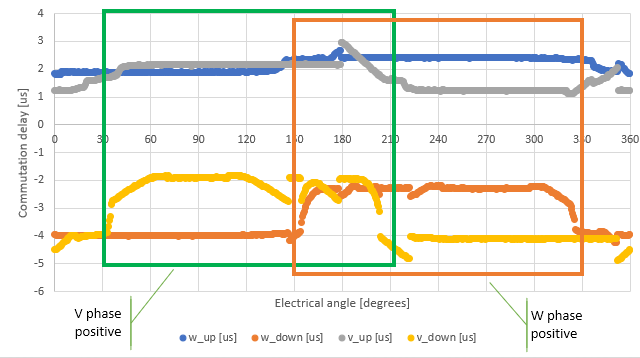 4
3
2
1
0
-1
-2
-3
-4
-5
-6
Commutation delay [us]
0 30 60 90 120 150 180 210 240 270 300 330 360
Electrical angle [degrees]
V phase
positive
W phase
positive
w_up [us] w_down [us] v_up [us] v_down [us]